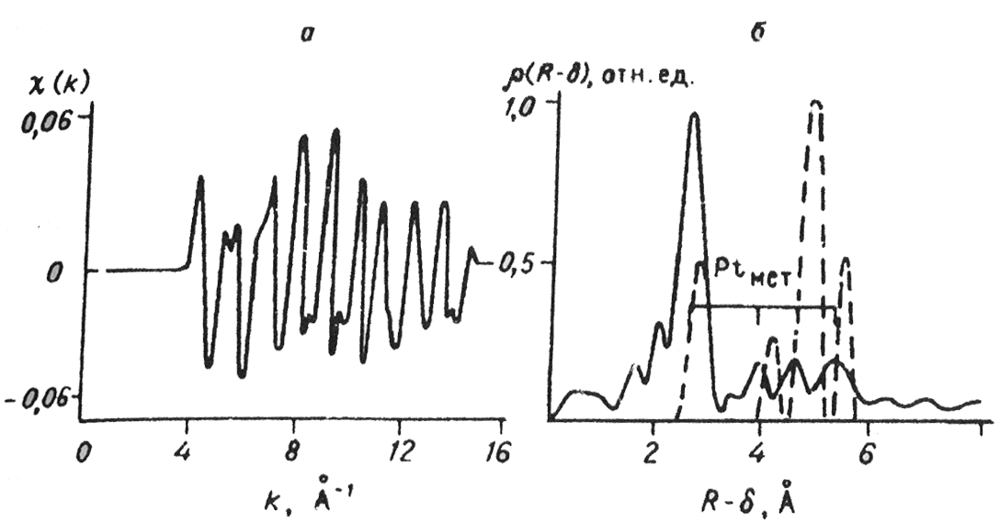 а
б
χ(k)
ρ(R-δ), отн. ед.
0,06
0
-0,06
1,0
0,5
Pt мет
0
4
8
12
16
2
4
6
k, Å⁻¹
R-δ, Å